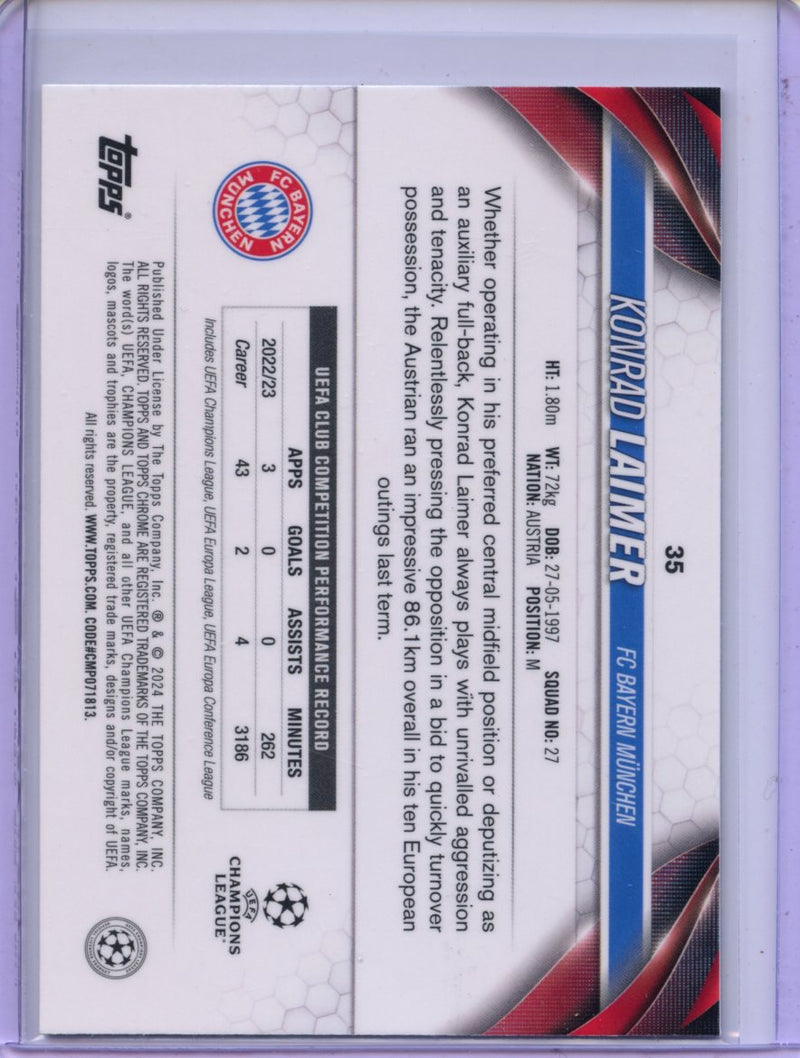 35
KONRAD LAIMER FC BAYERN MÜNCHEN
HT: 1.80m WT: 72kg DOB: 27-05-1997 SQUAD NO: 27
NATION: AUSTRIA POSITION: M
Whether operating in his preferred central midfield position or deputizing as
an auxiliary full-back, Konrad Laimer always plays with unrivalled aggression
and tenacity. Relentlessly pressing the opposition in a bid to quickly turnover
possession, the Austrian ran an impressive 86.1km overall in his ten European
outings last term.
FC BAYERN
MÜNCHEN
UEFA CLUB COMPETITION PERFORMANCE RECORD
APPS GOALS ASSISTS MINUTES
2022/23 3 0 0 262
Career 43 2 4 3186
Includes UEFA Champions League, UEFA Europa League, UEFA Europa Conference League
UEFA
CHAMPIONS
LEAGUE®
topps®
Published Under License by The Topps Company, Inc. ® & © 2024 THE TOPPS COMPANY, INC.
ALL RIGHTS RESERVED. TOPPS AND TOPPS CHROME ARE REGISTERED TRADEMARKS OF THE TOPPS COMPANY, INC.
The word(s) UEFA, CHAMPIONS LEAGUE, and all other UEFA Champions League marks, names,
logos, mascots and trophies are the property, registered trade marks, designs and/or copyright of UEFA.
All rights reserved. WWW.TOPPS.COM. CODE#CMP071813.